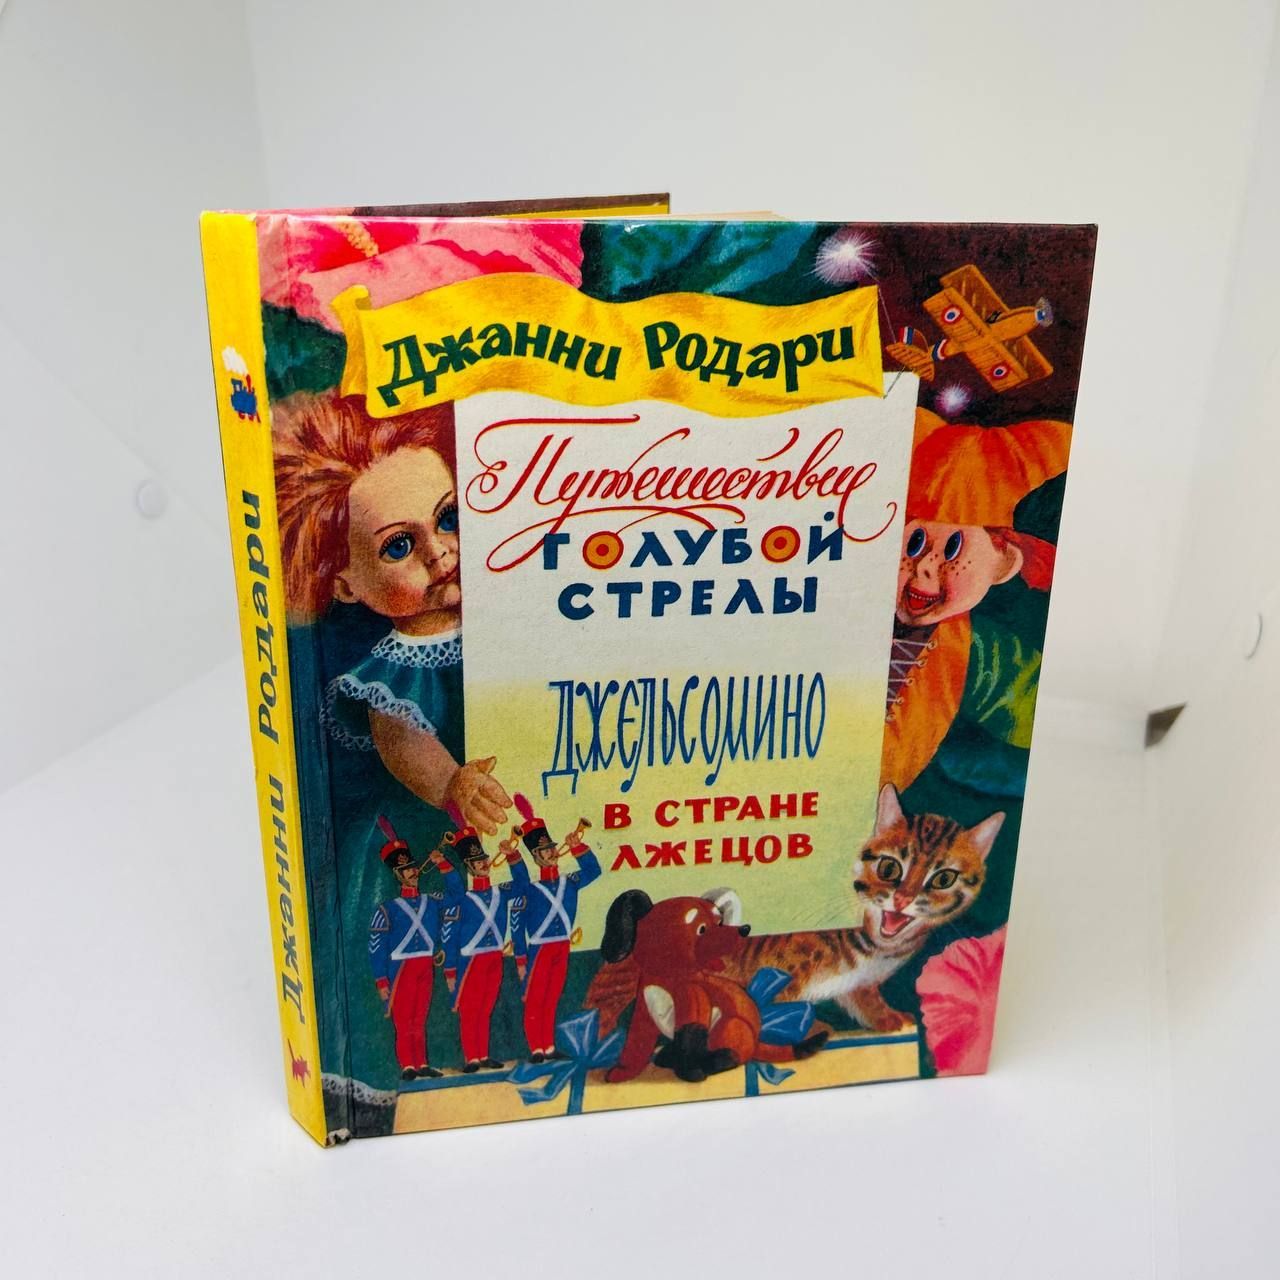 Джанни Родари
Джанни Родари
Путешествие
ГОЛУБОЙ
СТРЕЛЫ
ДЖЕЛЬСОМИНО
В СТРАНЕ
ЛЖЕЦОВ